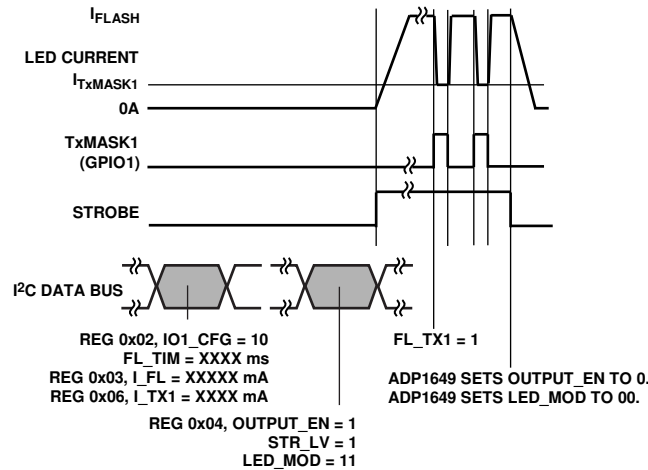 IFLASH
LED CURRENT
ITxMASK1
0A
TxMASK1
(GPIO1)
STROBE
I2C DATA BUS
REG 0x02, IO1_CFG = 10
FL_TIM = XXXX ms
REG 0x03, I_FL = XXXXX mA
REG 0x06, I_TX1 = XXXX mA
FL_TX1 = 1
ADP1649 SETS OUTPUT_EN TO 0.
ADP1649 SETS LED_MOD TO 00.
REG 0x04, OUTPUT_EN = 1
STR_LV = 1
LED_MOD = 11